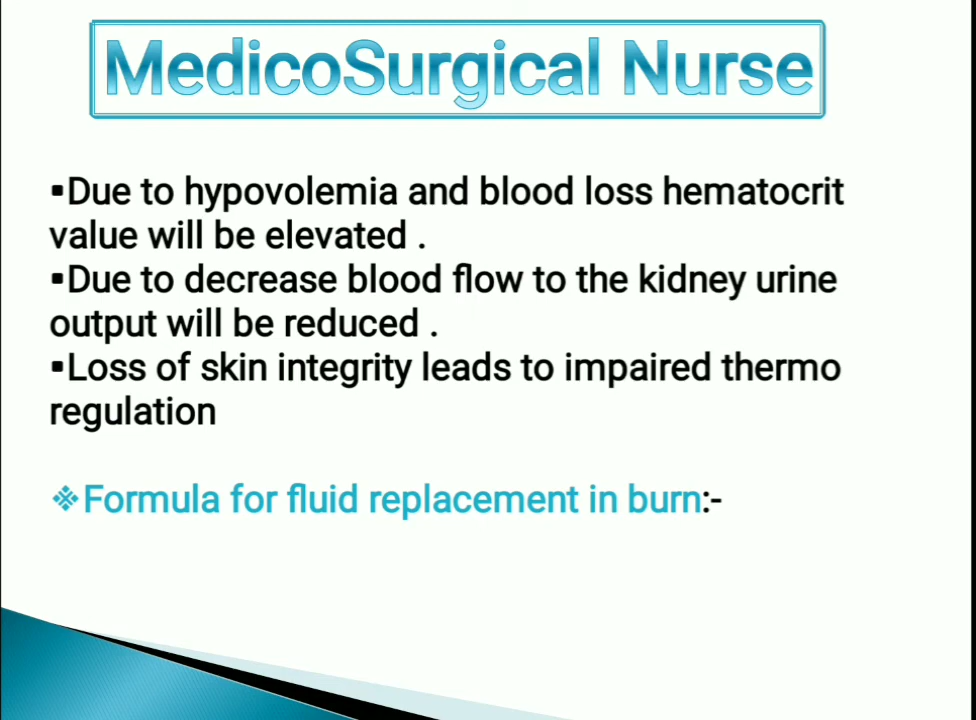 MedicoSurgical Nurse
▪Due to hypovolemia and blood loss hematocrit
value will be elevated .
▪Due to decrease blood flow to the kidney urine
output will be reduced .
▪Loss of skin integrity leads to impaired thermo
regulation
❖Formula for fluid replacement in burn:-